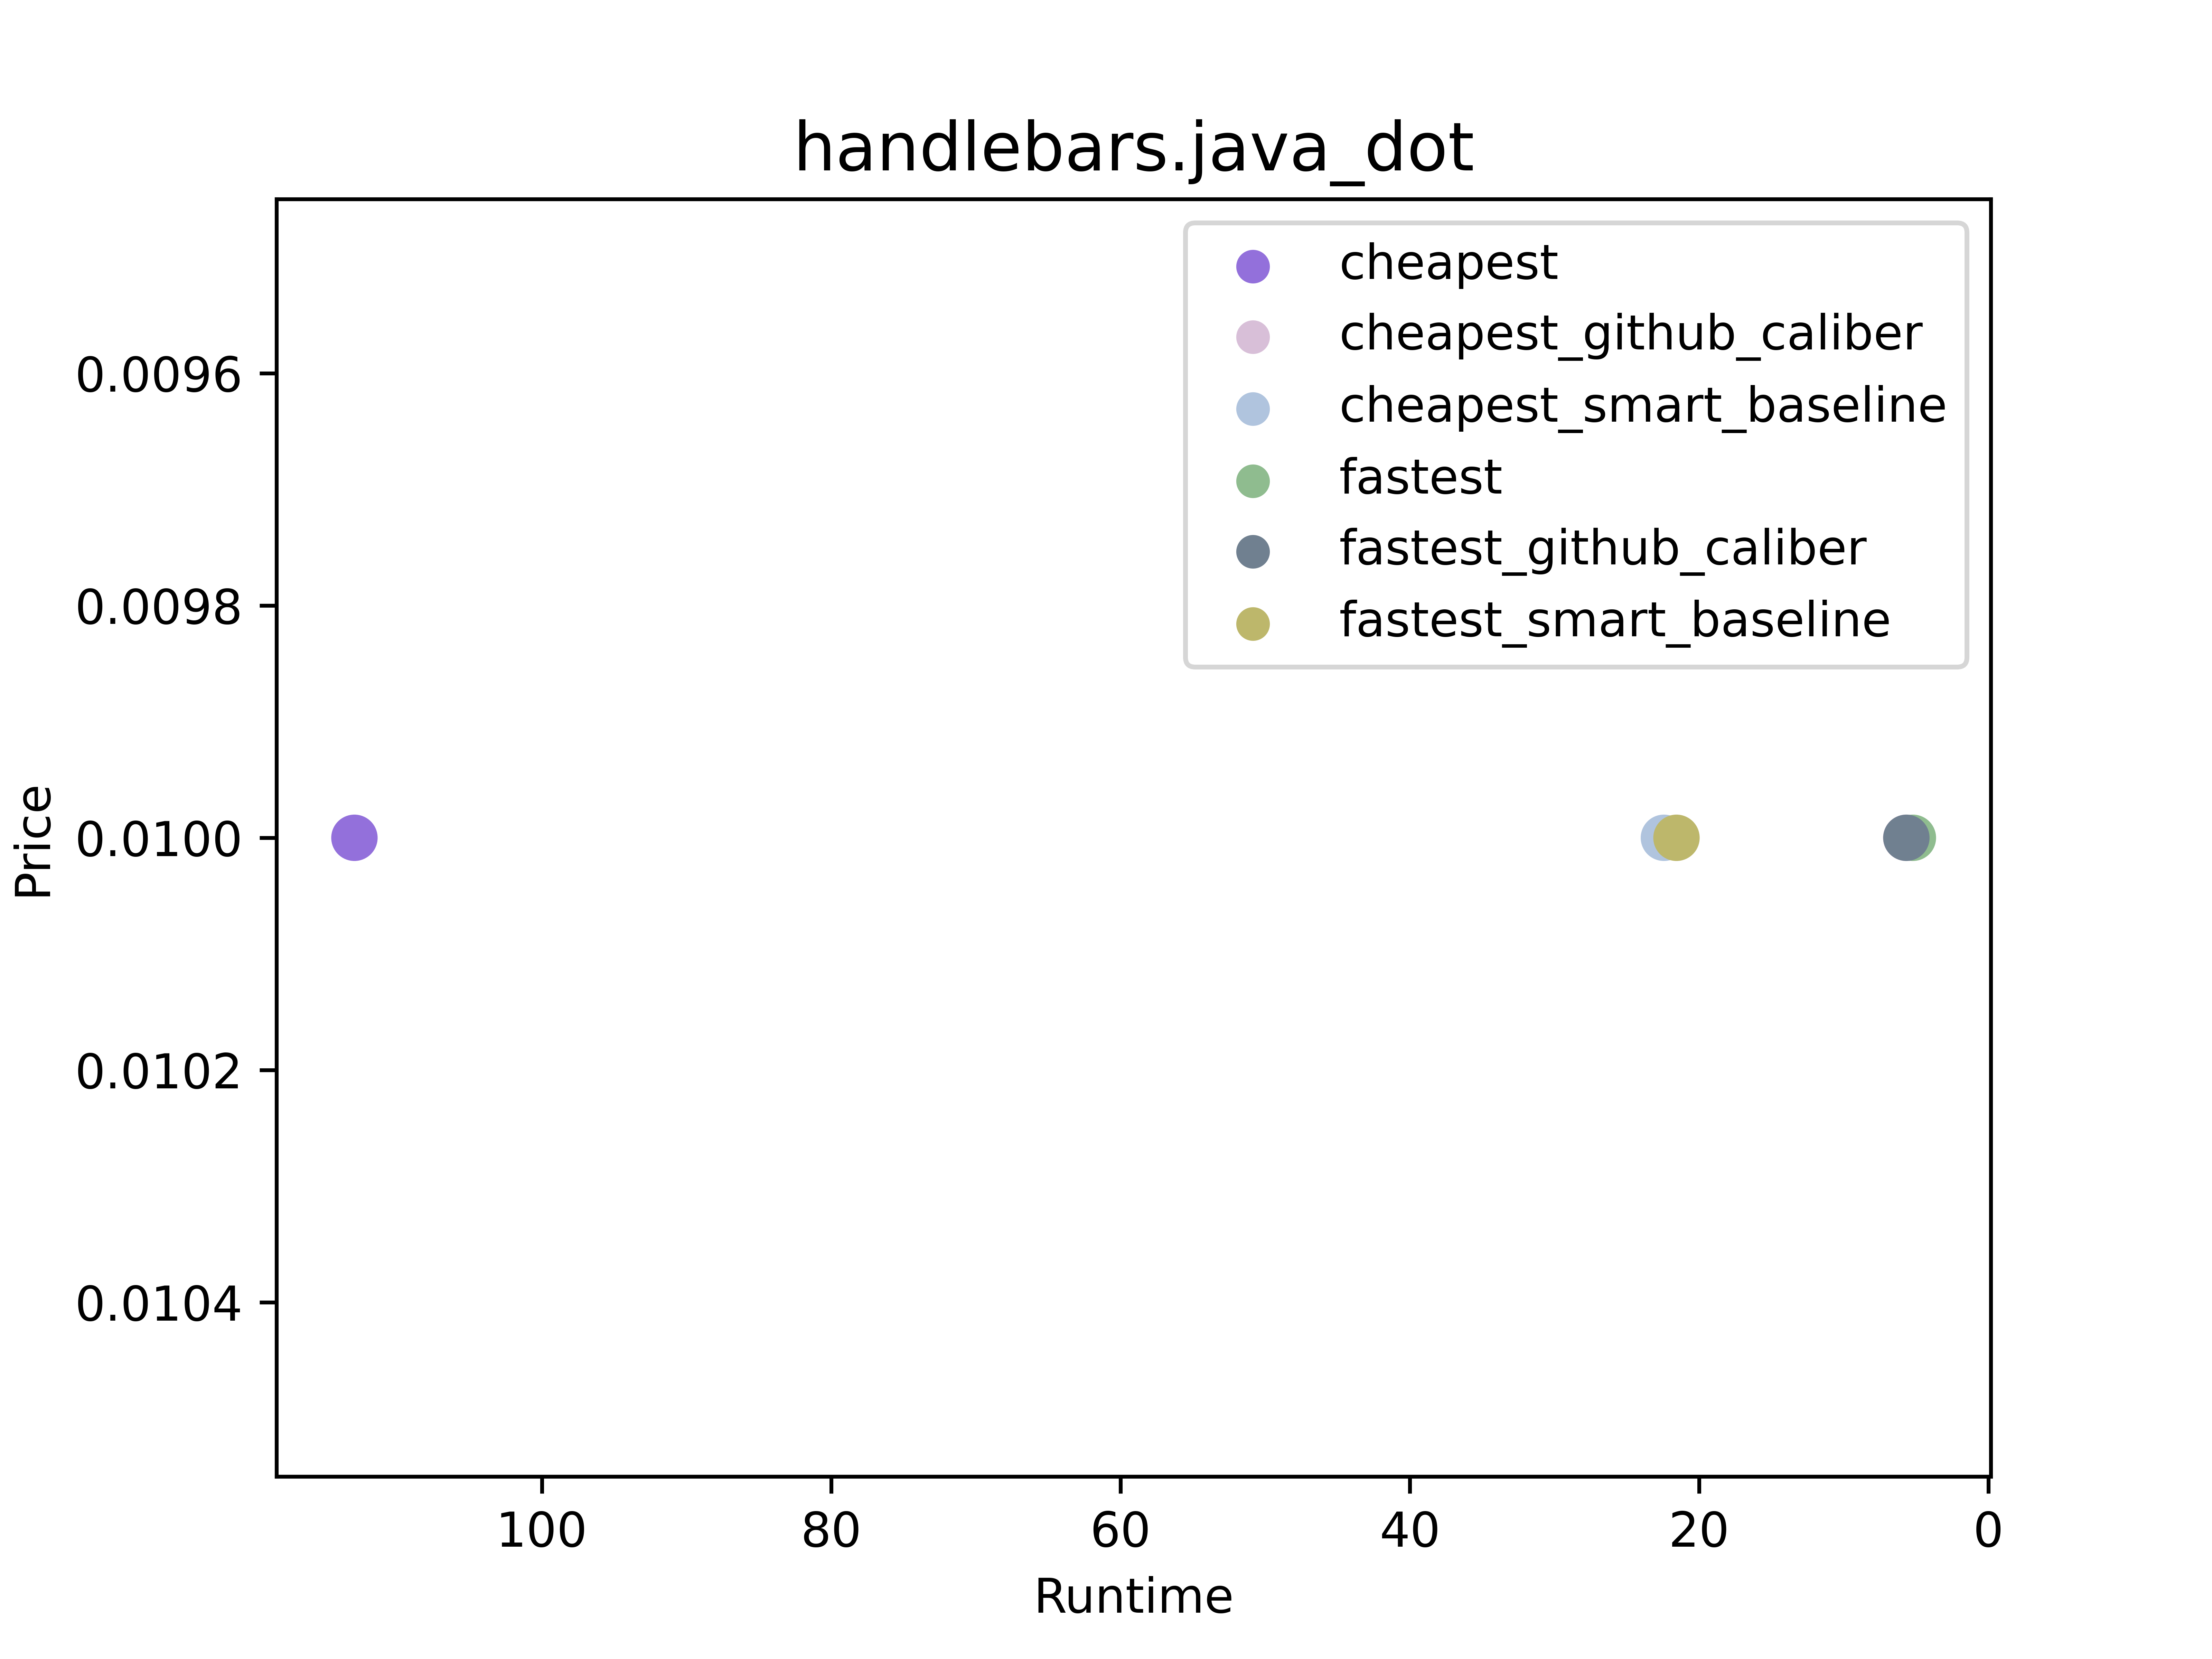 handlebars.java_dot
cheapest
cheapest_github_caliber
cheapest_smart_baseline
fastest
fastest_github_caliber
fastest_smart_baseline
0.0096
0.0098
0.0100
0.0102
0.0104
Price
100 80 60 40 20 0
Runtime